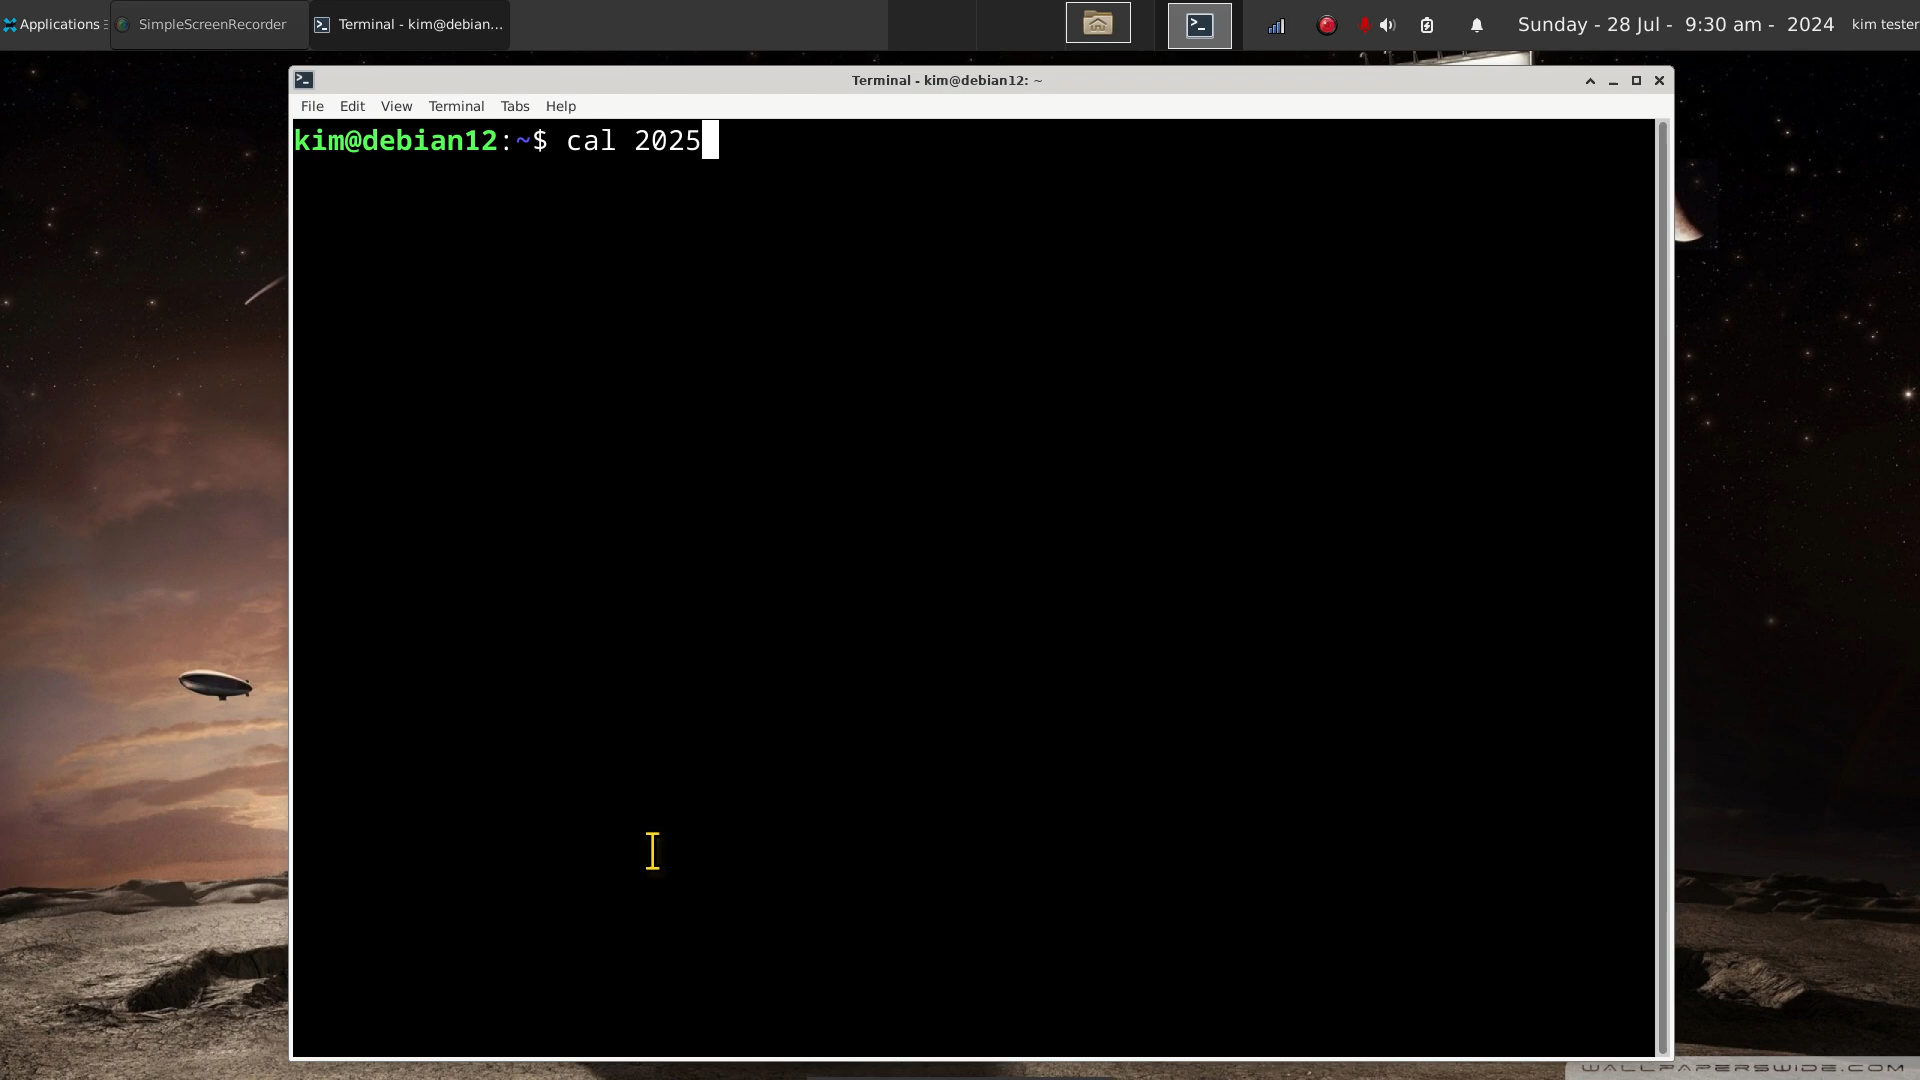 Applications SimpleScreenRecorder Terminal - kim@debian... Sunday - 28 Jul - 9:30 am - 2024 kim tester
Terminal - kim@debian12: ~
File Edit View Terminal Tabs Help
kim@debian12:~$ cal 2025
WALLPAPERSWIDE.COM